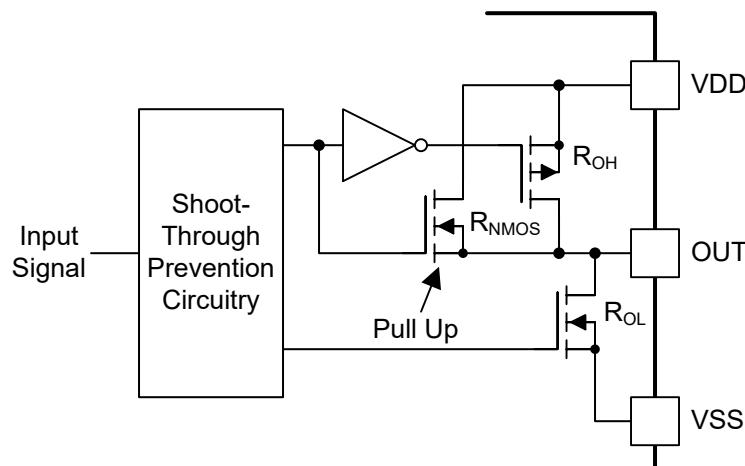 VDD
R_OH
Shoot-
Through
Prevention
Circuitry
Input
Signal
R_NMOS
OUT
R_OL
Pull Up
VSS